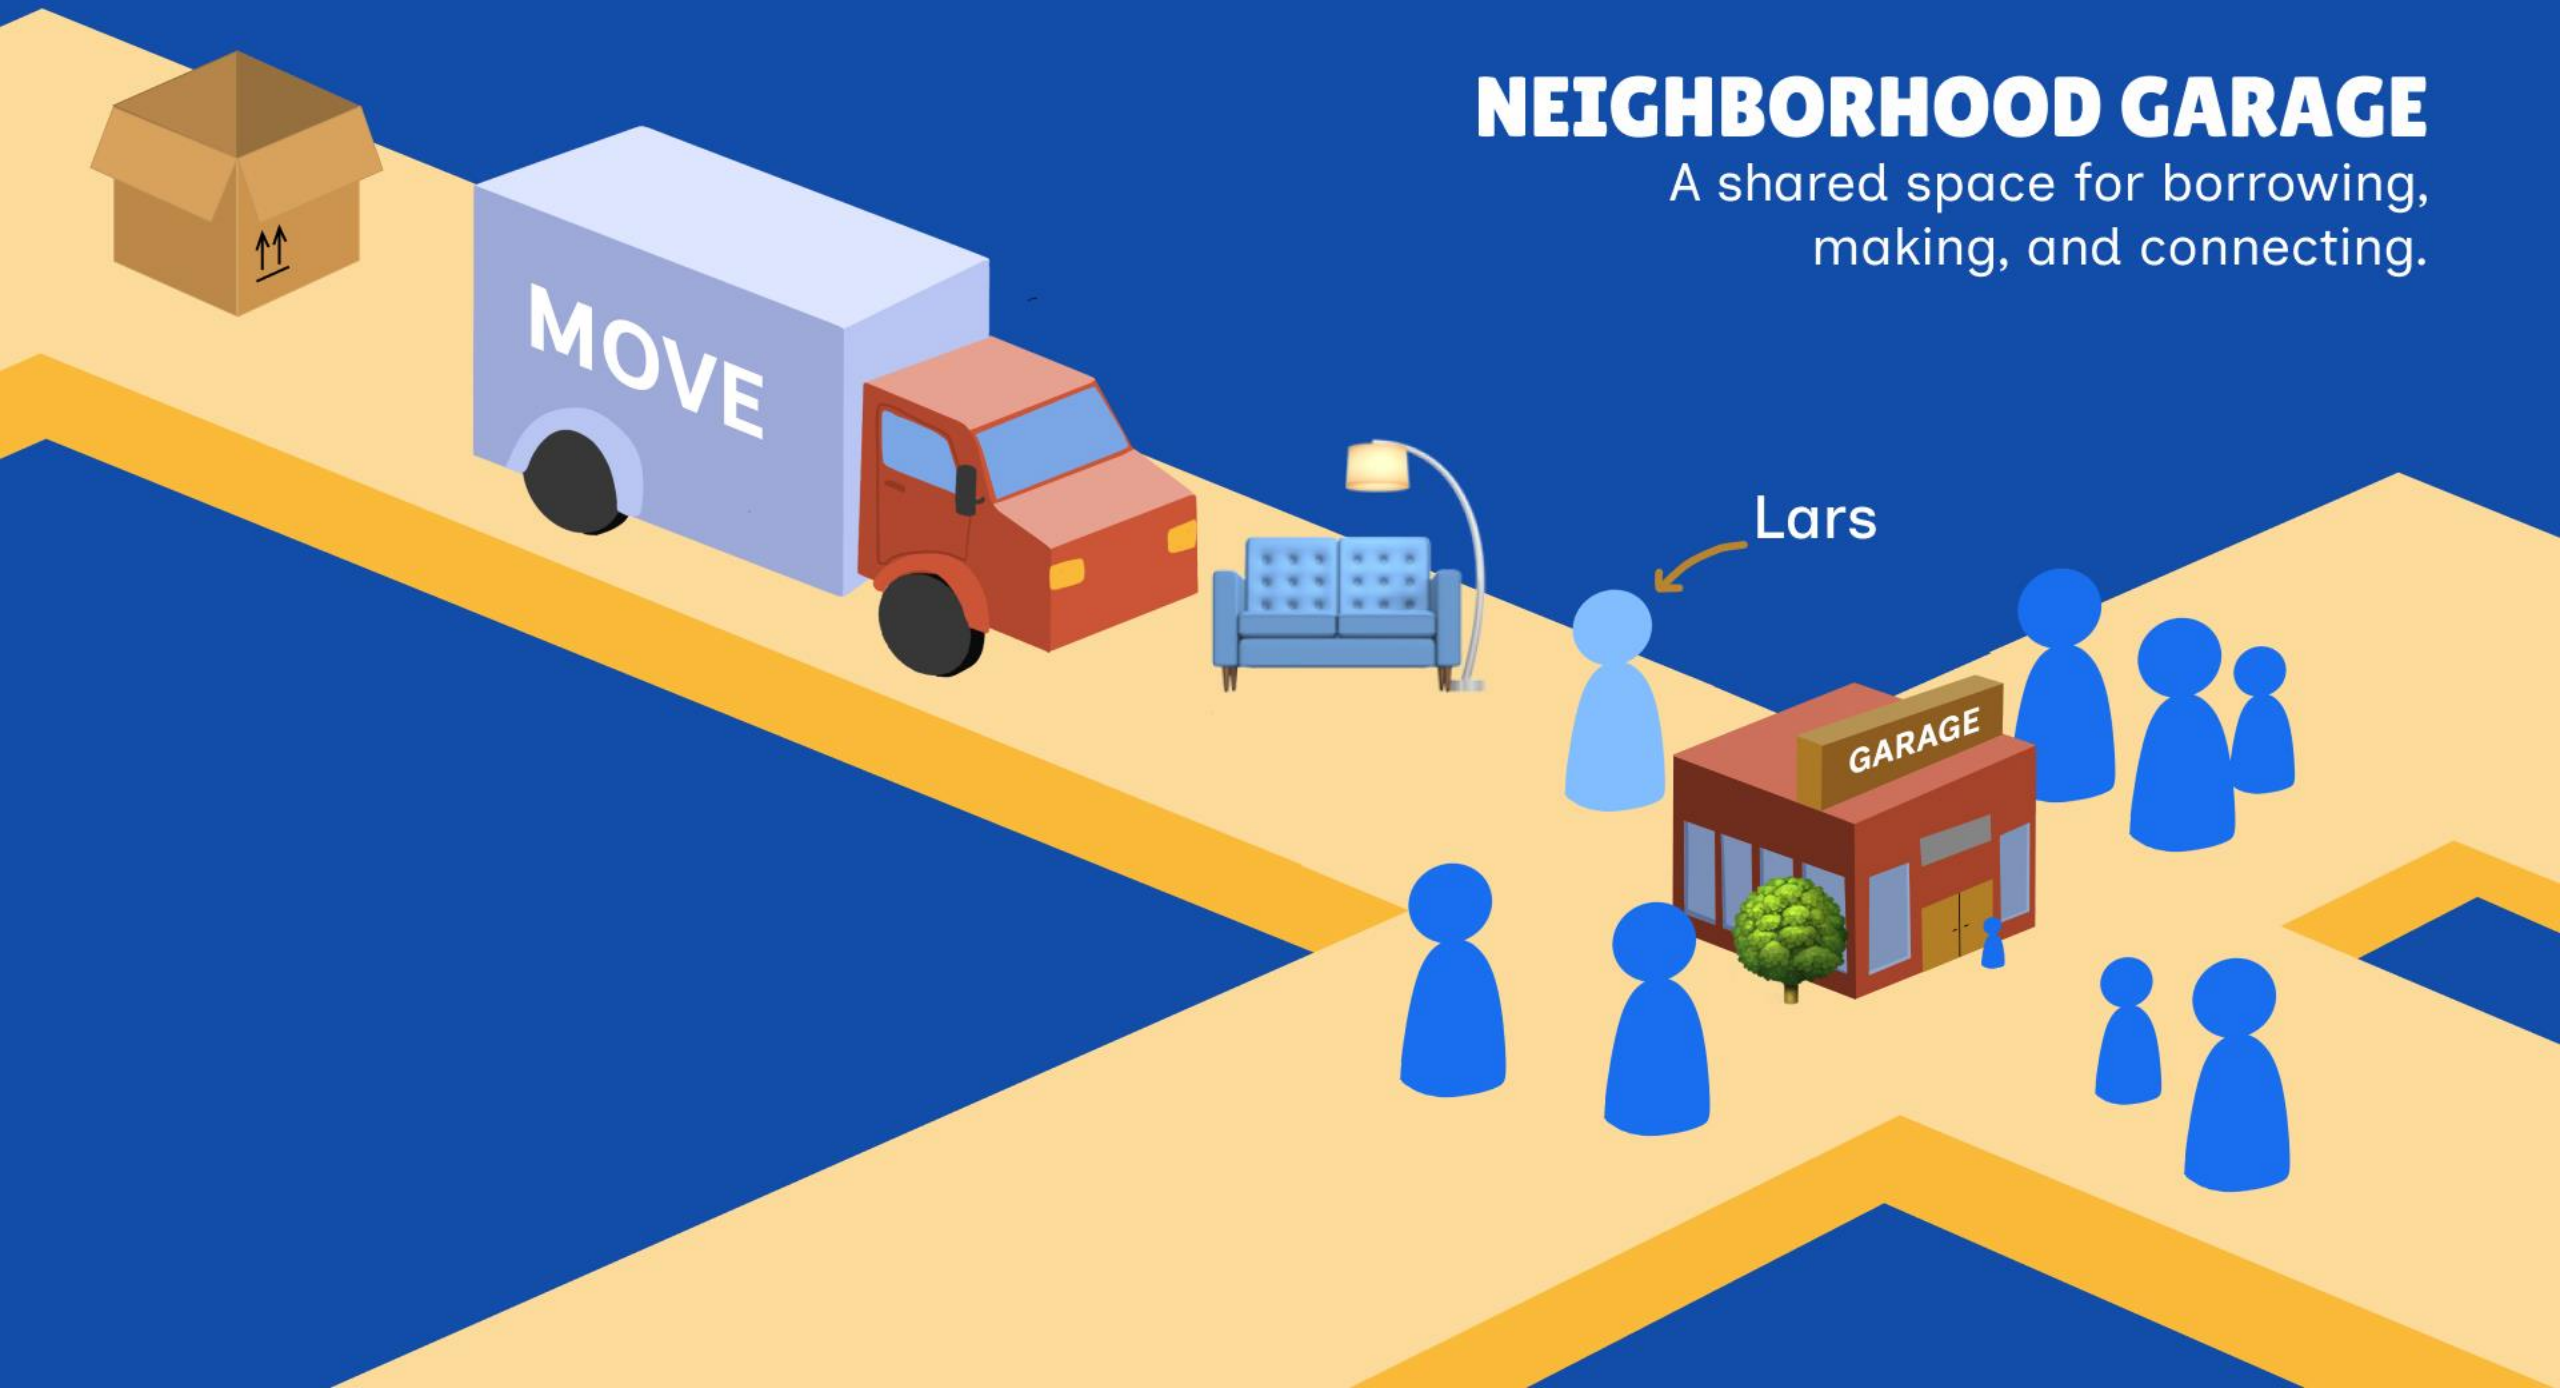 NEIGHBORHOOD GARAGE
A shared space for borrowing,
making, and connecting.
MOVE
Lars
GARAGE